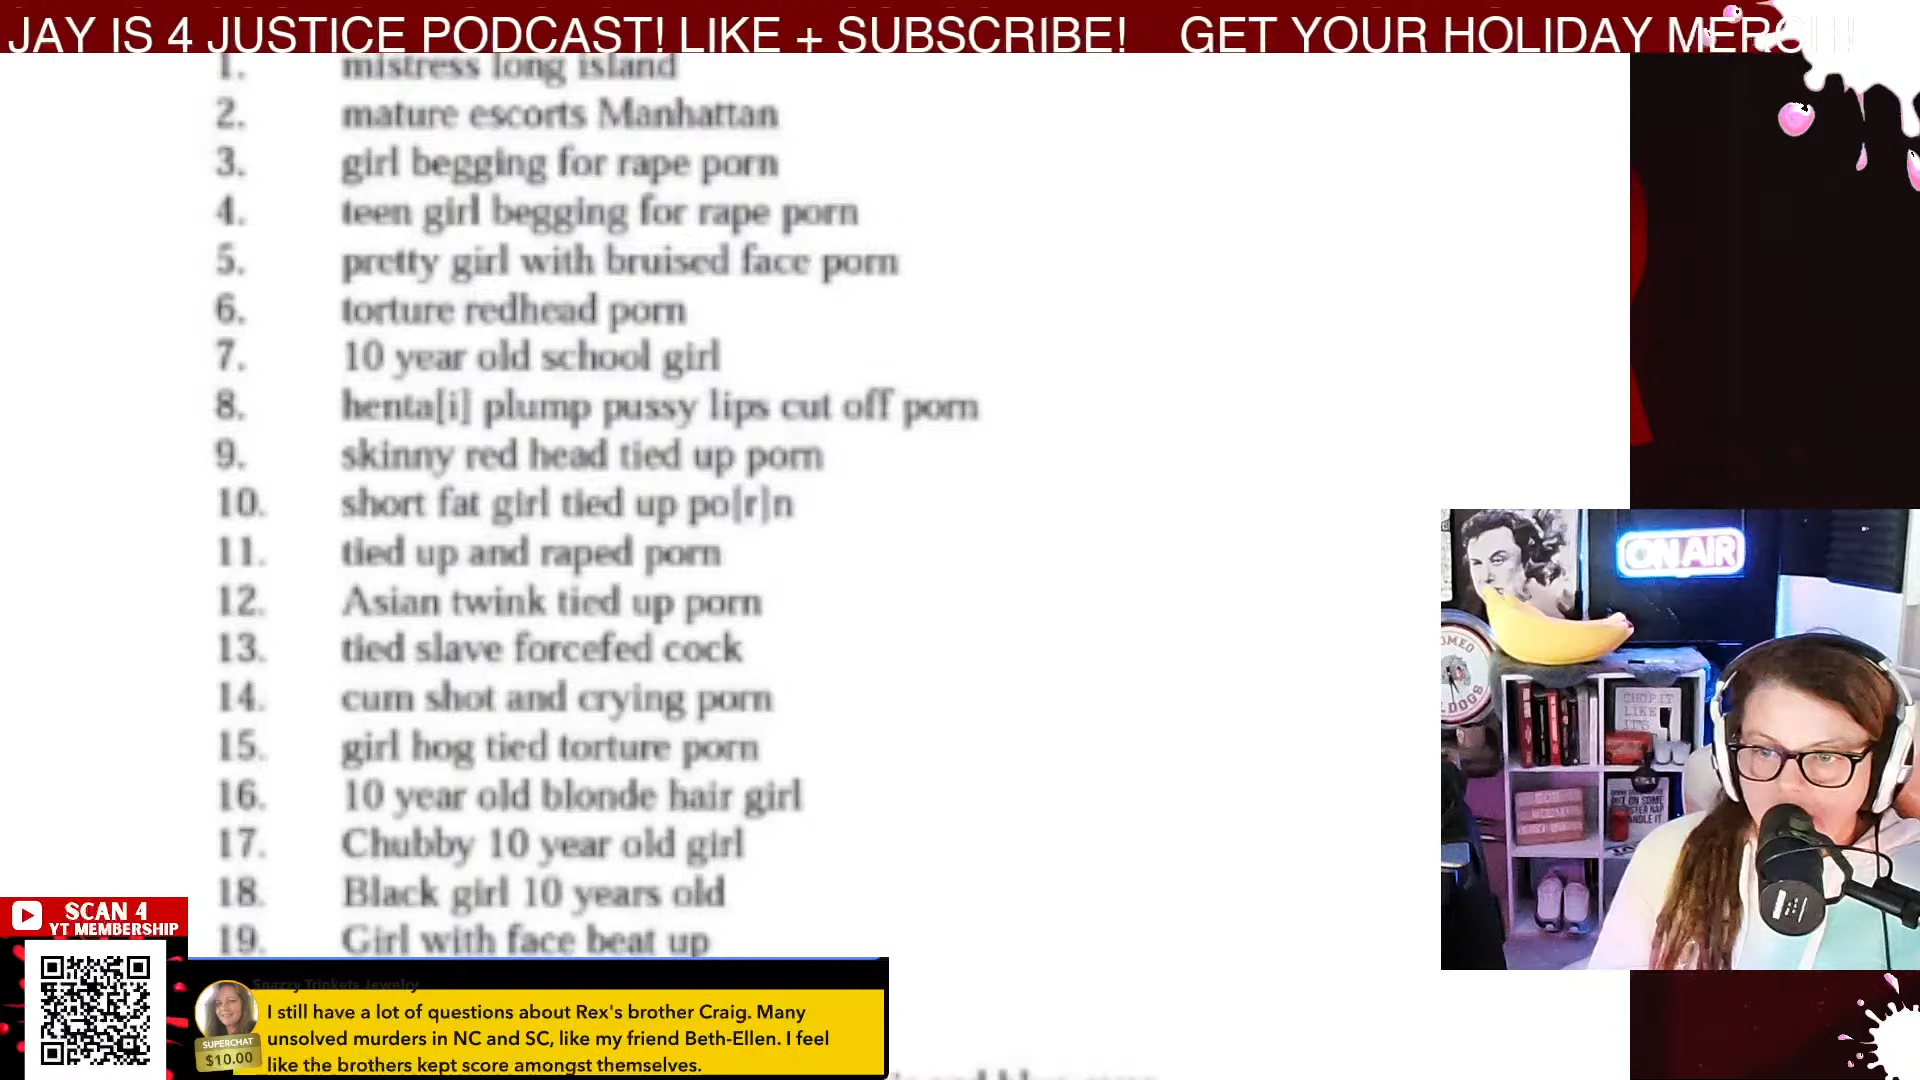 JAY IS 4 JUSTICE PODCAST! LIKE + SUBSCRIBE! GET YOUR HOLIDAY MERCH!
1. mistress long island
2. mature escorts Manhattan
3. girl begging for rape porn
4. teen girl begging for rape porn
5. pretty girl with bruised face porn
6. torture redhead porn
7. 10 year old school girl
8. henta[i] plump pussy lips cut off porn
9. skinny red head tied up porn
10. short fat girl tied up po[r]n
11. tied up and raped porn
12. Asian twink tied up porn
13. tied slave forcefed cock
14. cum shot and crying porn
15. girl hog tied torture porn
16. 10 year old blonde hair girl
17. Chubby 10 year old girl
18. Black girl 10 years old
19. Girl with face beat up
ON AIR
CHOP IT
LIKE
IT'S
SCAN 4
YT MEMBERSHIP
Snazzy Trinkets Jewelry
I still have a lot of questions about Rex's brother Craig. Many
unsolved murders in NC and SC, like my friend Beth-Ellen. I feel
like the brothers kept score amongst themselves.
SUPERCHAT
$10.00